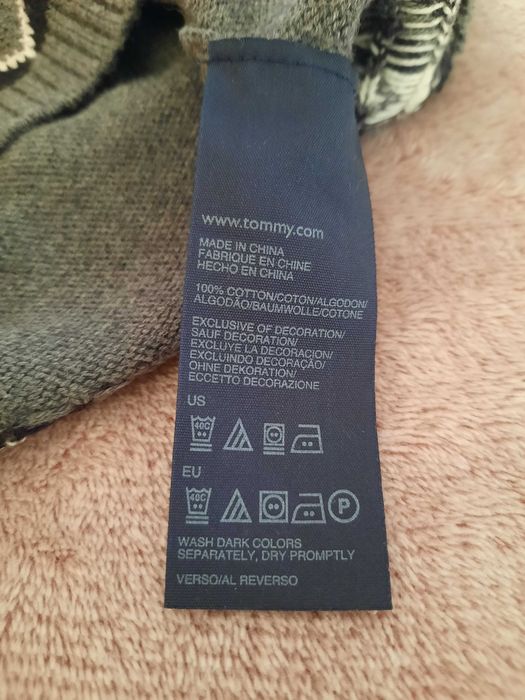 www.tommy.com
MADE IN CHINA
FABRIQUE EN CHINE
HECHO EN CHINA
100% COTTON/COTON/ALGODON/
ALGODÃO/BAUMWOLLE/COTONE
EXCLUSIVE OF DECORATION/
SAUF DECORATION/
EXCLUYE LA DECORACION/
EXCLUINDO DECORAÇÃO/
OHNE DEKORATION/
ECCETTO DECORAZIONE
US
40C
EU
40C P
WASH DARK COLORS
SEPARATELY, DRY PROMPTLY
VERSO/AL REVERSO